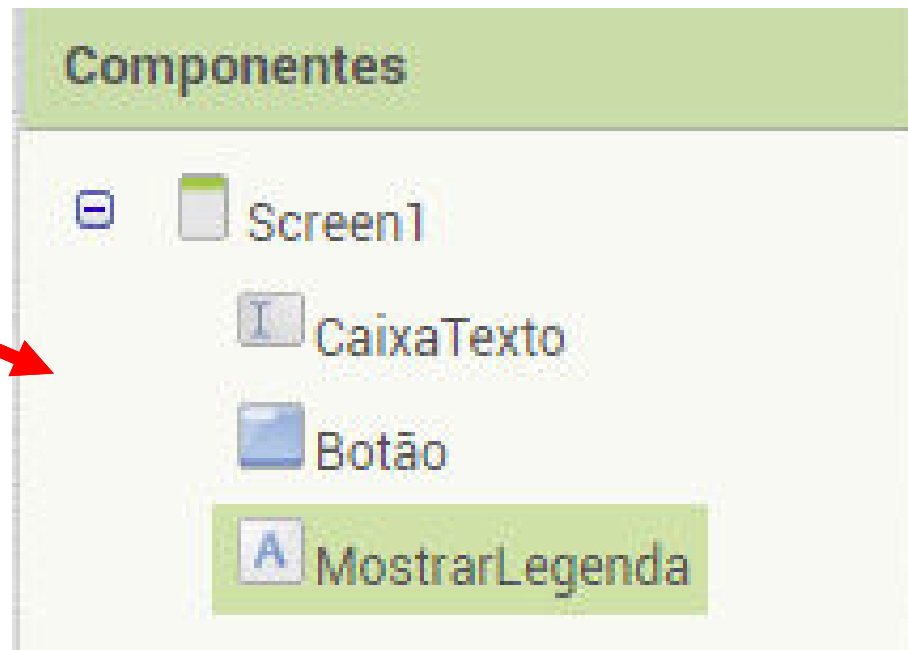 Componentes
Screen1
CaixaTexto
Botão
MostrarLegenda